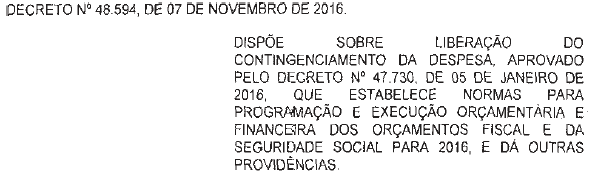 DECRETO Nº 48.594, DE 07 DE NOVEMBRO DE 2016.
DISPÕE SOBRE LIBERAÇÃO DO
CONTINGENCIAMENTO DA DESPESA, APROVADO
PELO DECRETO Nº 47.730, DE 05 DE JANEIRO DE
2016, QUE ESTABELECE NORMAS PARA
PROGRAMAÇÃO E EXECUÇÃO ORÇAMENTÁRIA E
FINANCEIRA DOS ORÇAMENTOS FISCAL E DA
SEGURIDADE SOCIAL PARA 2016, E DÁ OUTRAS
PROVIDÊNCIAS.